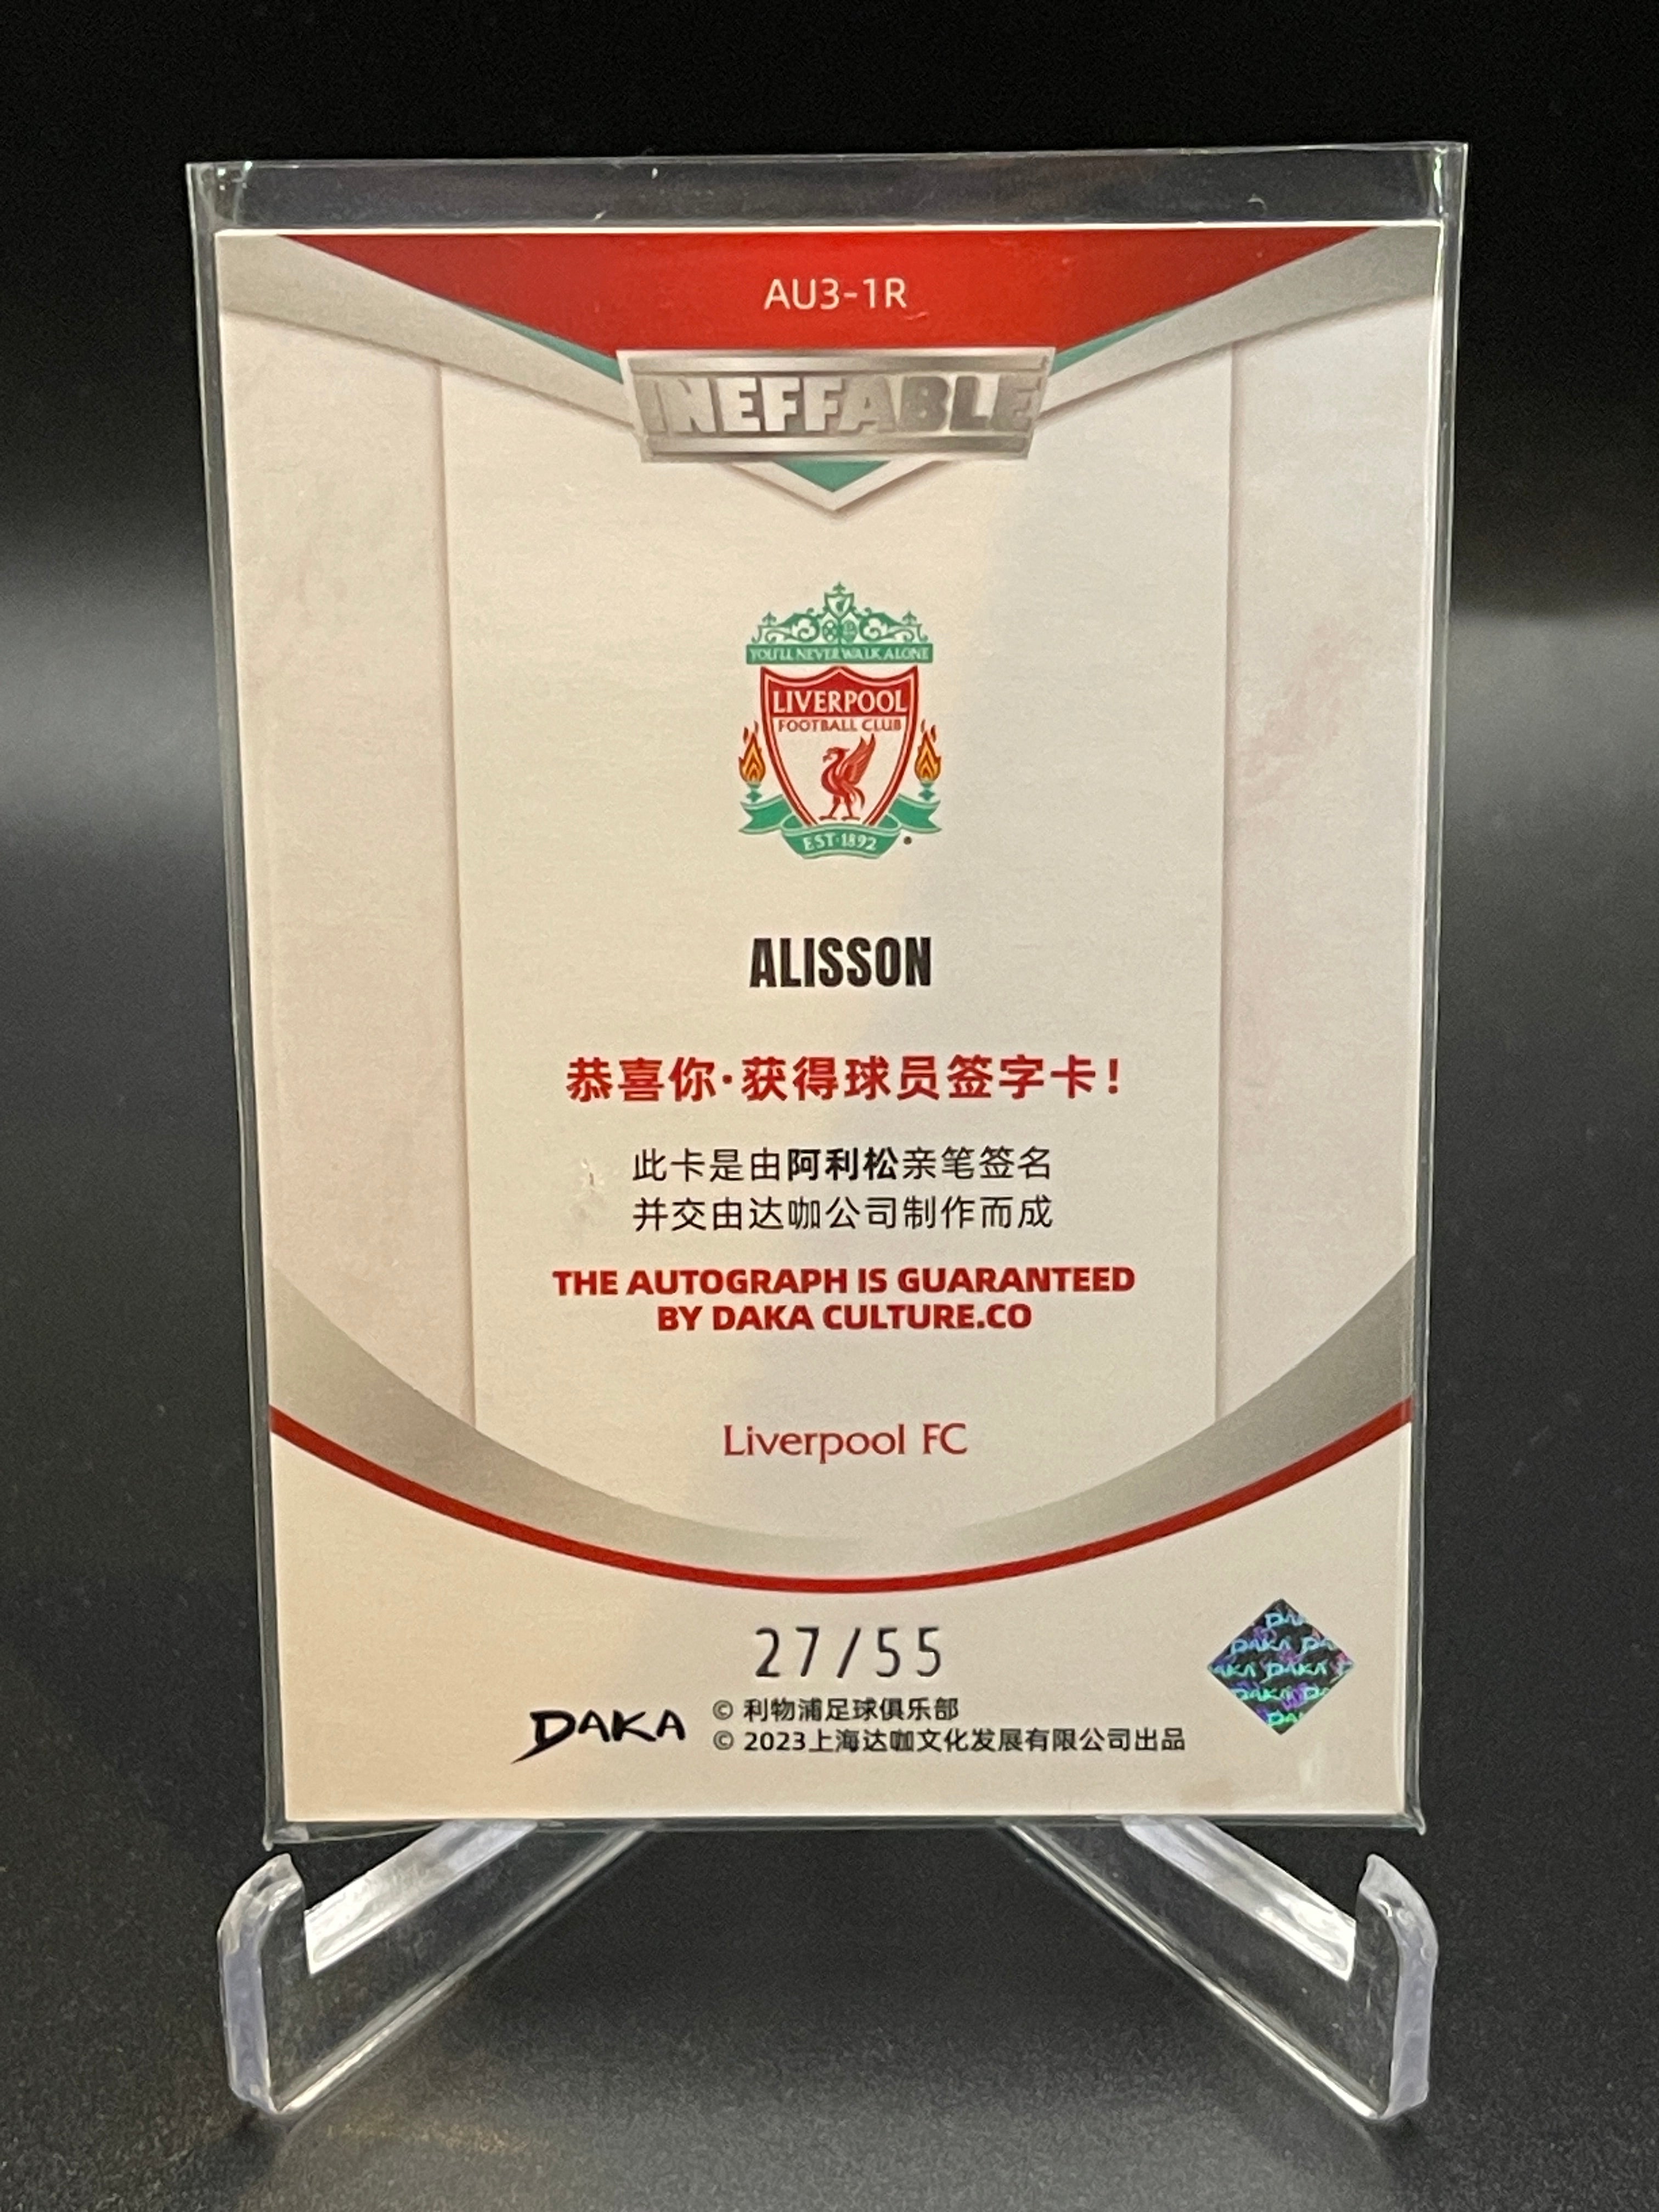 AU3-1R
INEFFABLE
YOU'LL NEVER WALK ALONE
LIVERPOOL
FOOTBALL CLUB
EST·1892
ALISSON
恭喜你·获得球员签字卡!
此卡是由阿利松亲笔签名
并交由达咖公司制作而成
THE AUTOGRAPH IS GUARANTEED
BY DAKA CULTURE.CO
Liverpool FC
27/55
DAKA
© 利物浦足球俱乐部
© 2023上海达咖文化发展有限公司出品
DAKA
DAKA
DAKA
DAKA